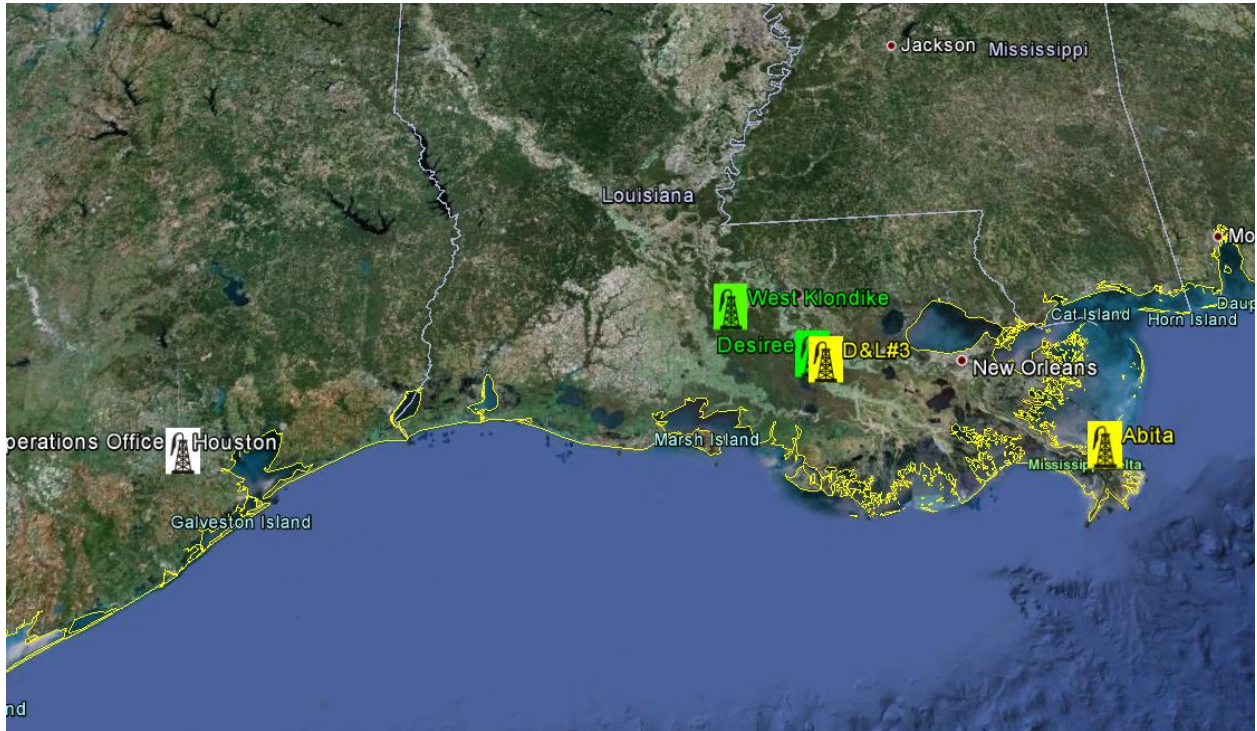 Jackson
Mississippi
Louisiana
West Klondike
Desiree
D&L#3
New Orleans
Cat Island
Horn Island
Daup
Mo
Abita
Marsh Island
perations Office
Houston
Galveston Island
nd